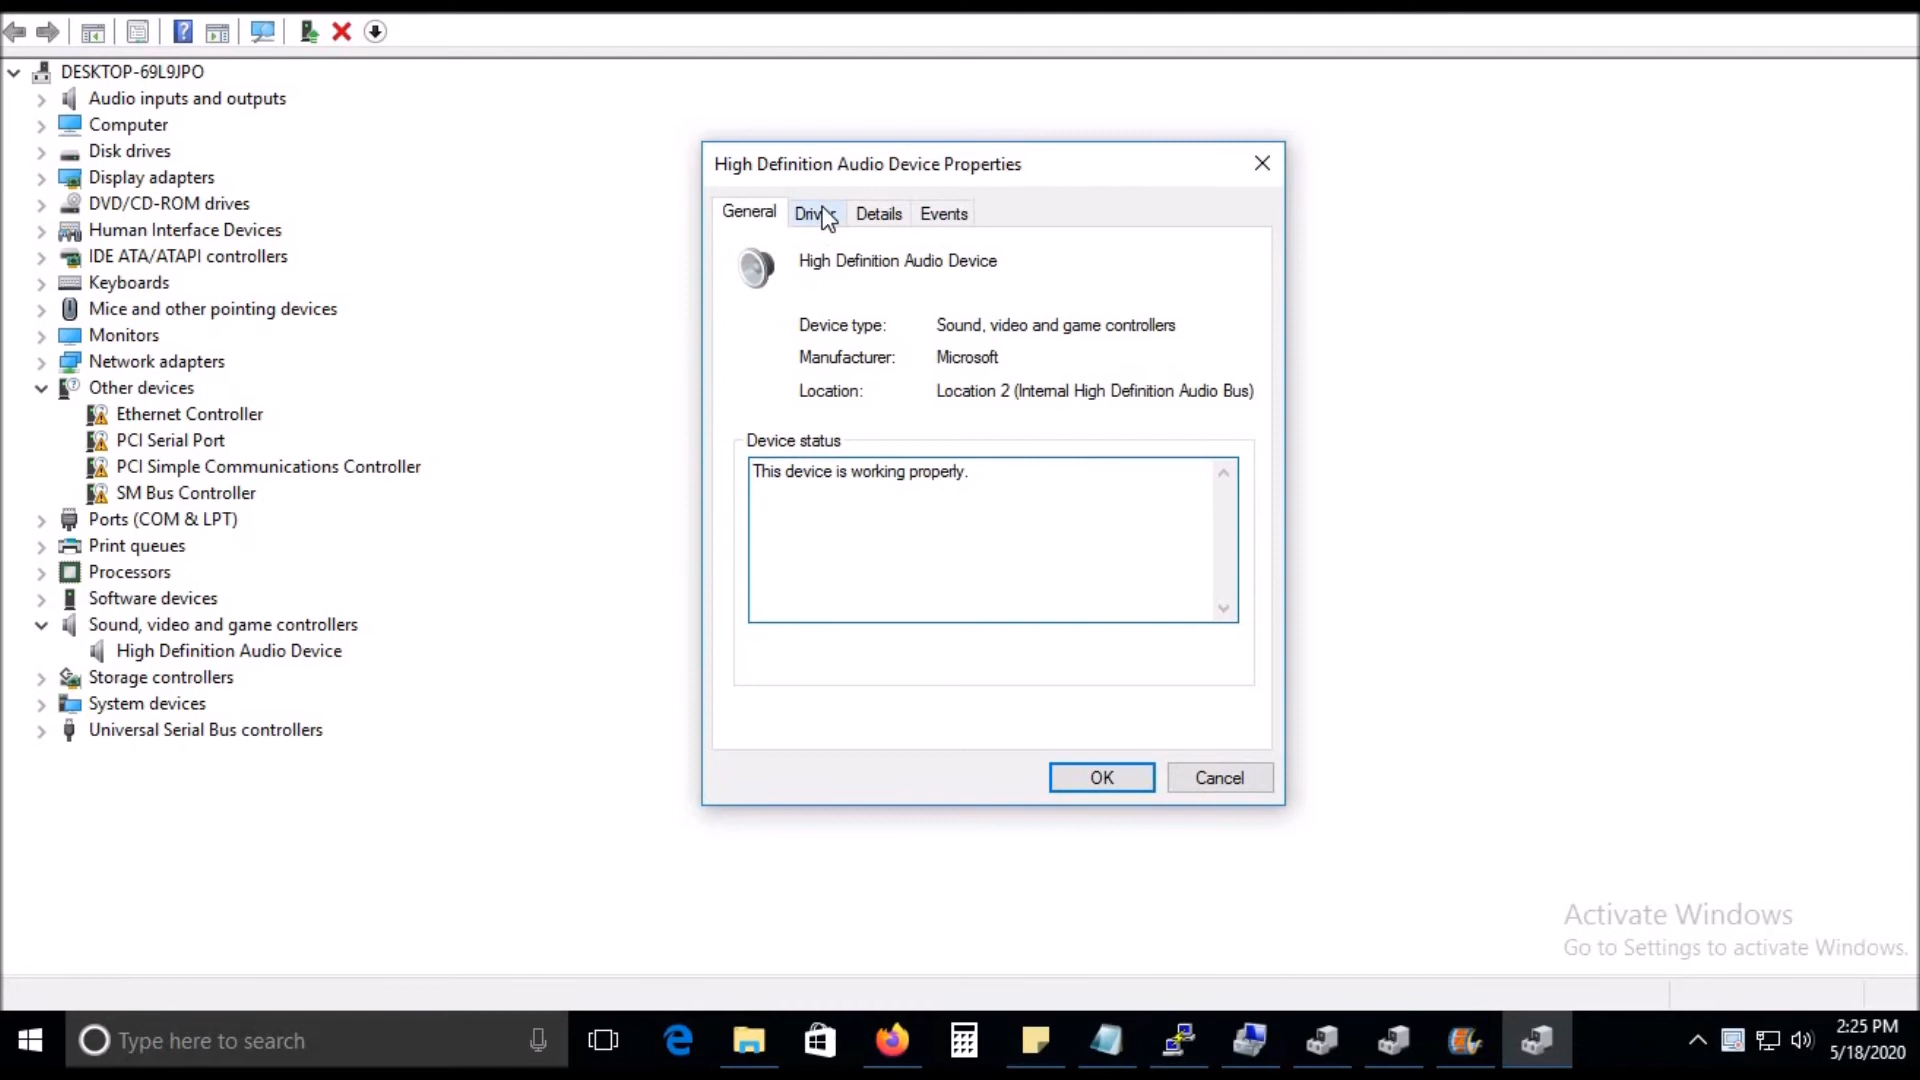 DESKTOP-69L9JPO
Audio inputs and outputs
Computer
Disk drives
Display adapters
DVD/CD-ROM drives
Human Interface Devices
IDE ATA/ATAPI controllers
Keyboards
Mice and other pointing devices
Monitors
Network adapters
Other devices
Ethernet Controller
PCI Serial Port
PCI Simple Communications Controller
SM Bus Controller
Ports (COM & LPT)
Print queues
Processors
Software devices
Sound, video and game controllers
High Definition Audio Device
Storage controllers
System devices
Universal Serial Bus controllers
High Definition Audio Device Properties
General Driver Details Events
High Definition Audio Device
Device type: Sound, video and game controllers
Manufacturer: Microsoft
Location: Location 2 (Internal High Definition Audio Bus)
Device status
This device is working properly.
OK Cancel
Activate Windows
Go to Settings to activate Windows.
Type here to search
2:25 PM
5/18/2020